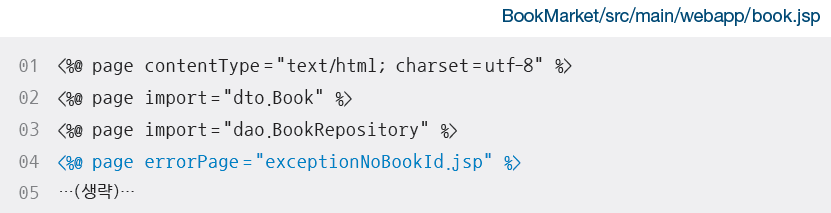 BookMarket/src/main/webapp/book.jsp
01 <%@ page contentType="text/html; charset=utf-8" %>
02 <%@ page import="dto.Book" %>
03 <%@ page import="dao.BookRepository" %>
04 <%@ page errorPage="exceptionNoBookId.jsp" %>
05 …(생략)…